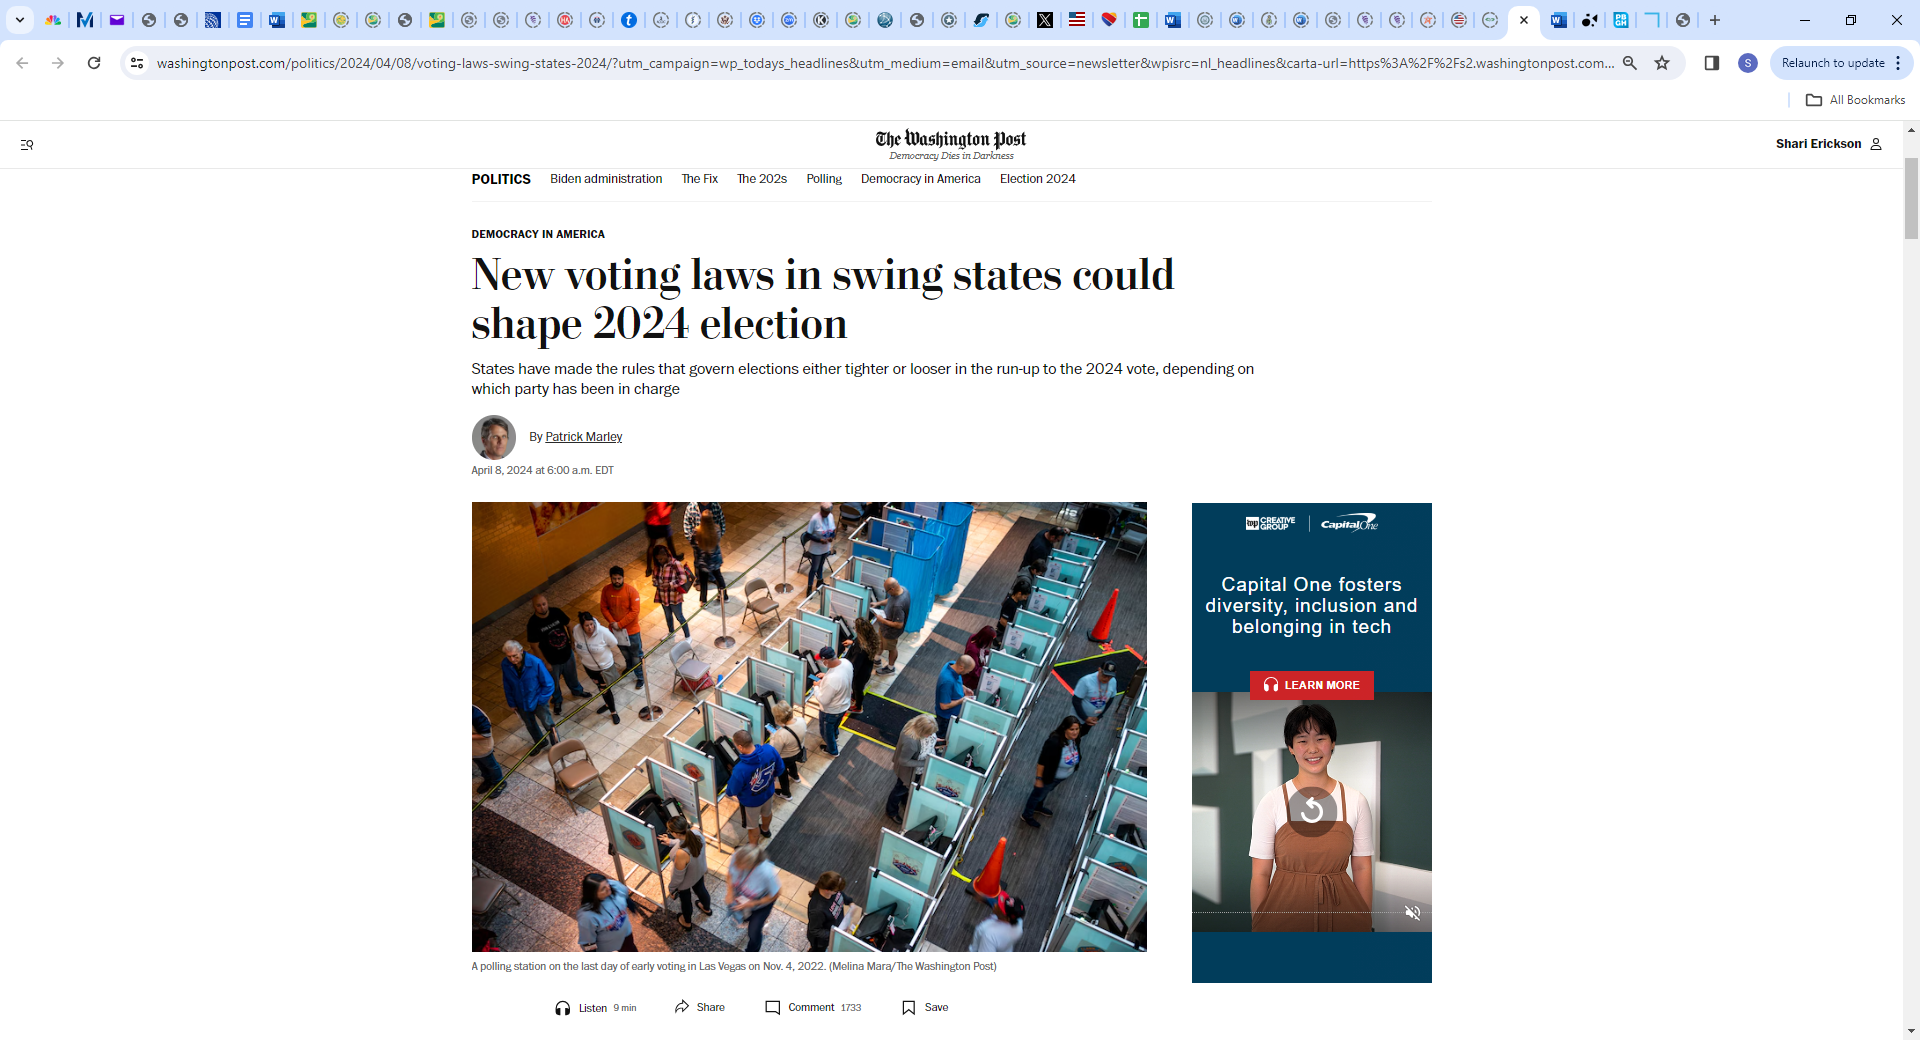 washingtonpost.com/politics/2024/04/08/voting-laws-swing-states-2024/?utm_campaign=wp_todays_headlines&utm_medium=email&utm_source=newsletter&wpisrc=nl_headlines&carta-url=https%3A%2F%2Fs2.washingtonpost.com...
S
Relaunch to update
All Bookmarks
The Washington Post
Democracy Dies in Darkness
Shari Erickson
POLITICS Biden administration The Fix The 202s Polling Democracy in America Election 2024
DEMOCRACY IN AMERICA
New voting laws in swing states could
shape 2024 election
States have made the rules that govern elections either tighter or looser in the run-up to the 2024 vote, depending on
which party has been in charge
By Patrick Marley
April 8, 2024 at 6:00 a.m. EDT
wp CREATIVE GROUP | Capital One
Capital One fosters
diversity, inclusion and
belonging in tech
LEARN MORE
A polling station on the last day of early voting in Las Vegas on Nov. 4, 2022. (Melina Mara/The Washington Post)
Listen 9 min Share Comment 1733 Save